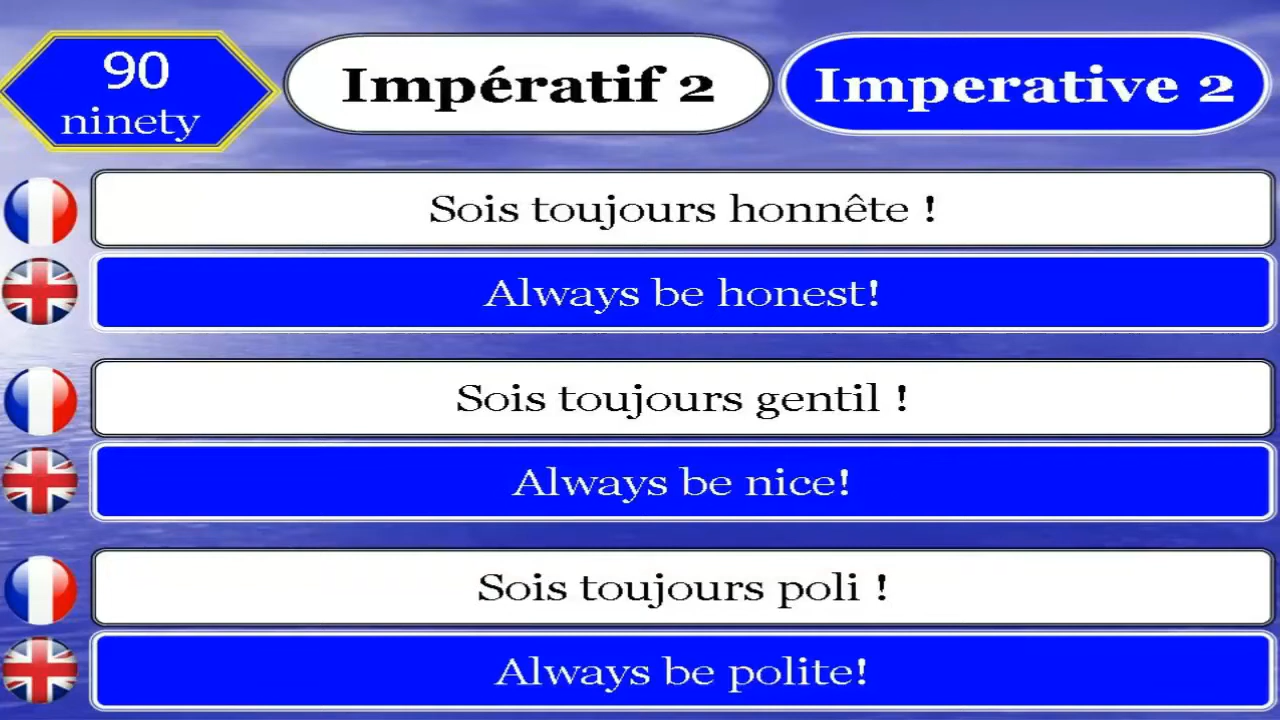 90
ninety
Impératif 2
Imperative 2
Sois toujours honnête !
Always be honest!
Sois toujours gentil !
Always be nice!
Sois toujours poli !
Always be polite!